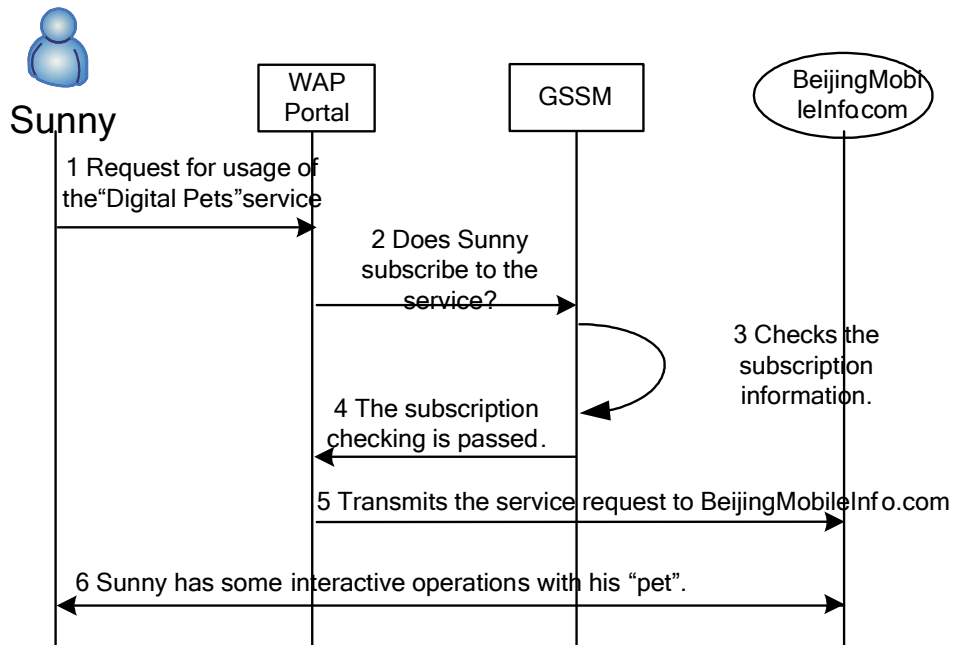 Sunny
WAP
Portal
GSSM
BeijingMobi
leInfo.com
1 Request for usage of
the“Digital Pets”service
2 Does Sunny
subscribe to the
service?
3 Checks the
subscription
information.
4 The subscription
checking is passed.
5 Transmits the service request to BeijingMobileInfo.com
6 Sunny has some interactive operations with his “pet”.